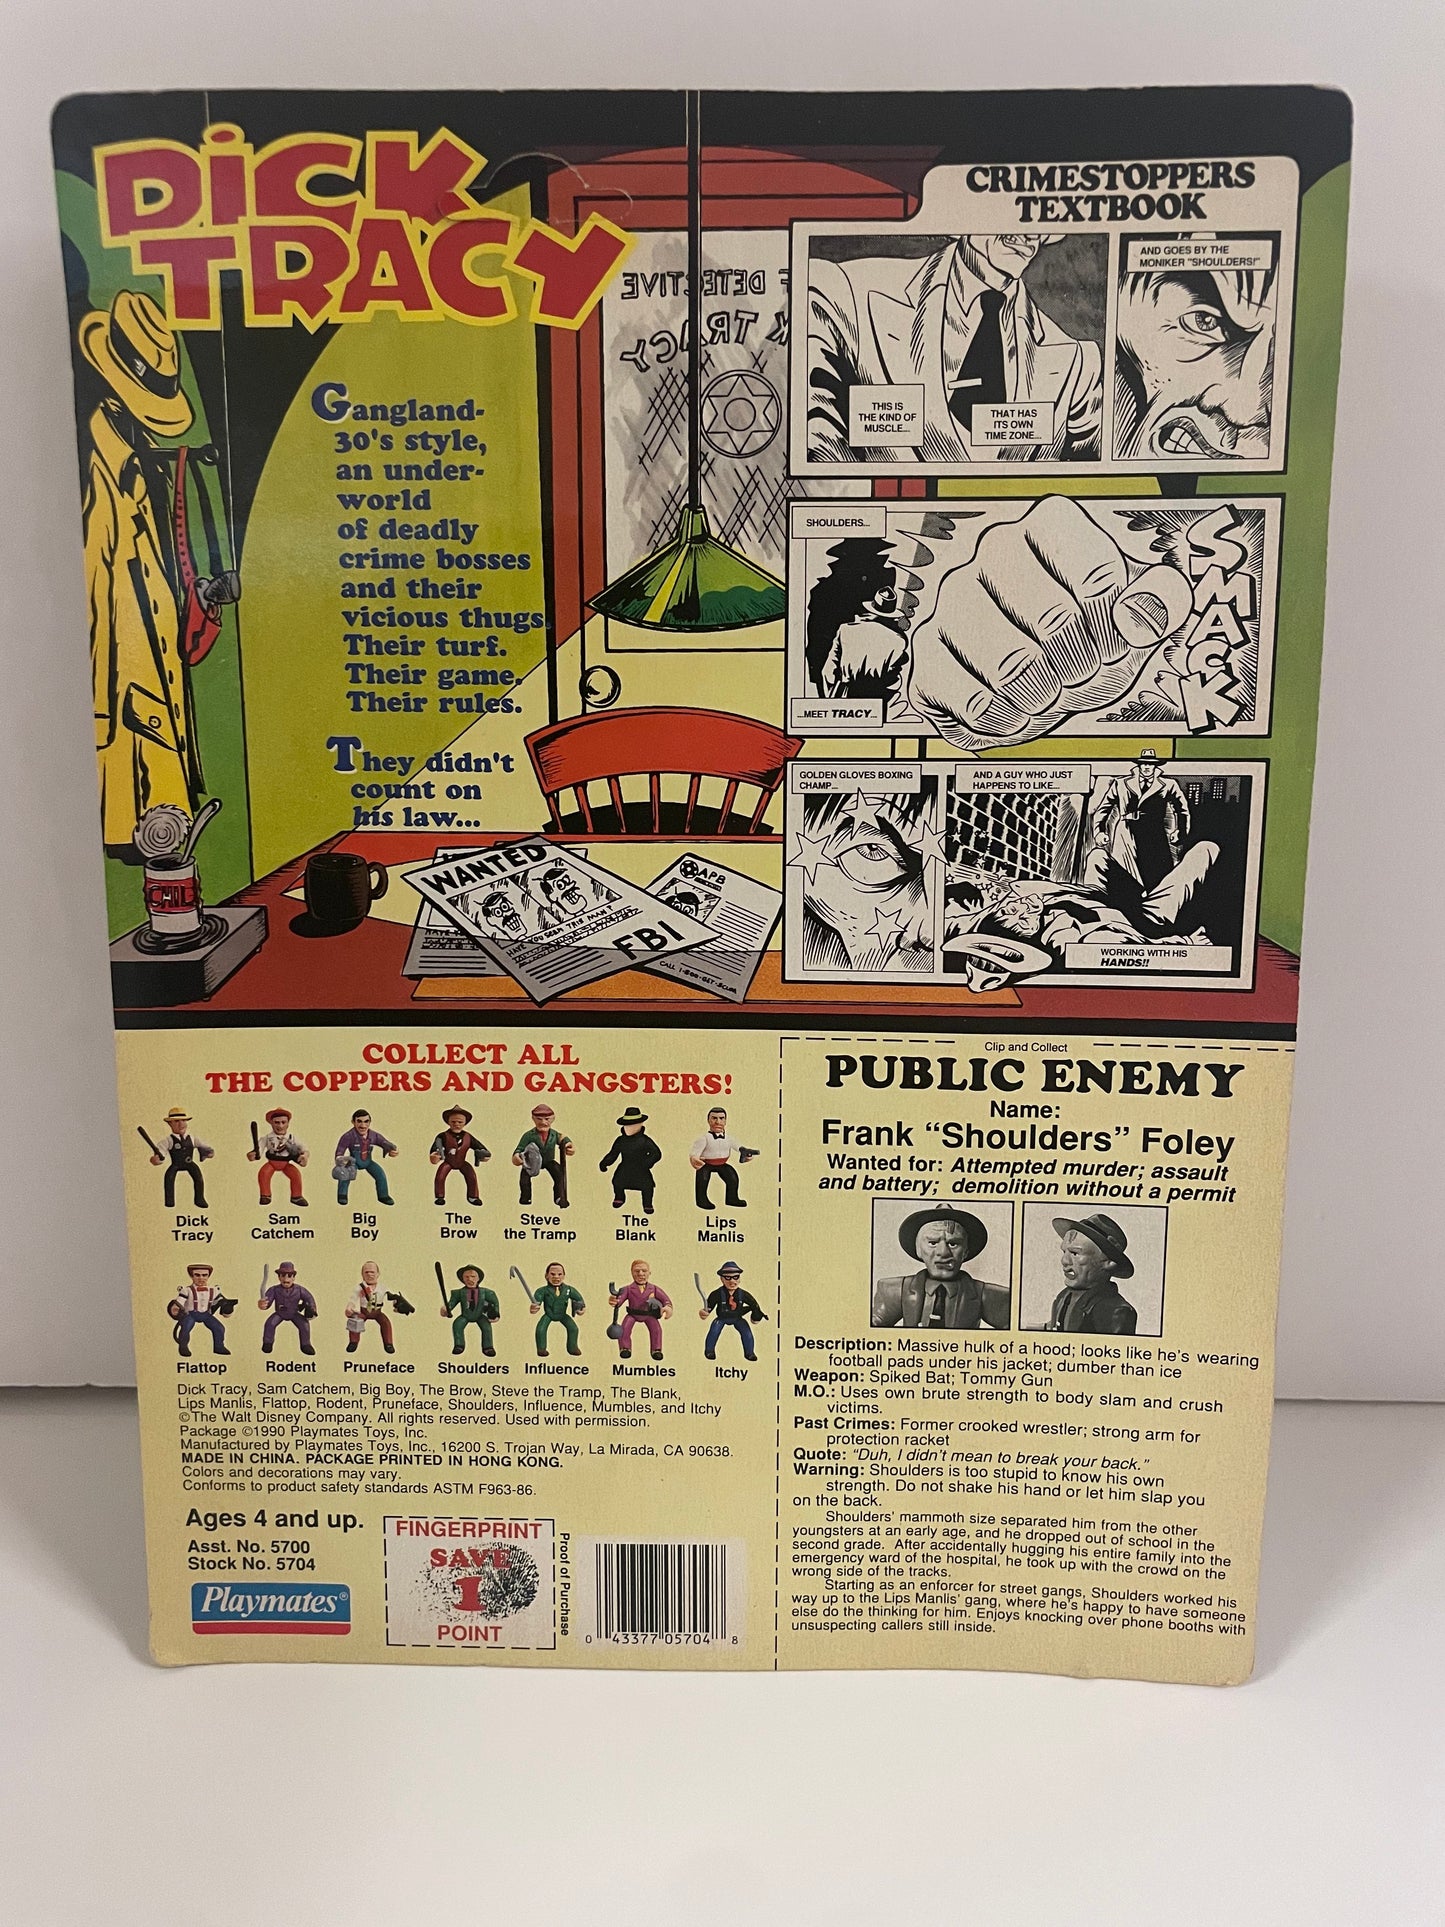 DICK
TRACY
Gangland-
30's style,
an under-
world
of deadly
crime bosses
and their
vicious thugs.
Their turf.
Their game.
Their rules.
They didn't
count on
his law...
DETECTIVE
TRACY
CHILI
WANTED
HAVE YOU SEEN THIS MAN
FBI
APB
CALL 1-800-GET-SCUM
CRIMESTOPPERS
TEXTBOOK
THIS IS
THE KIND OF
MUSCLE...
THAT HAS
ITS OWN
TIME ZONE...
AND GOES BY THE
MONIKER "SHOULDERS!"
SHOULDERS...
...MEET TRACY...
SMACK
GOLDEN GLOVES BOXING
CHAMP...
AND A GUY WHO JUST
HAPPENS TO LIKE...
WORKING WITH HIS
HANDS!!
COLLECT ALL
THE COPPERS AND GANGSTERS!
Dick
Tracy
Sam
Catchem
Big
Boy
The
Brow
Steve
the Tramp
The
Blank
Lips
Manlis
Flattop
Rodent
Pruneface
Shoulders
Influence
Mumbles
Itchy
Dick Tracy, Sam Catchem, Big Boy, The Brow, Steve the Tramp, The Blank,
Lips Manlis, Flattop, Rodent, Pruneface, Shoulders, Influence, Mumbles, and Itchy
©The Walt Disney Company. All rights reserved. Used with permission.
Package ©1990 Playmates Toys, Inc.
Manufactured by Playmates Toys, Inc., 16200 S. Trojan Way, La Mirada, CA 90638.
MADE IN CHINA. PACKAGE PRINTED IN HONG KONG.
Colors and decorations may vary.
Conforms to product safety standards ASTM F963-86.
Ages 4 and up.
Asst. No. 5700
Stock No. 5704
Playmates®
FINGERPRINT
SAVE
1
POINT
Proof of Purchase
0 43377 05704 8
Clip and Collect
PUBLIC ENEMY
Name:
Frank “Shoulders” Foley
Wanted for: Attempted murder; assault
and battery; demolition without a permit
Description: Massive hulk of a hood; looks like he's wearing
football pads under his jacket; dumber than ice
Weapon: Spiked Bat; Tommy Gun
M.O.: Uses own brute strength to body slam and crush
victims.
Past Crimes: Former crooked wrestler; strong arm for
protection racket
Quote: "Duh, I didn't mean to break your back."
Warning: Shoulders is too stupid to know his own
strength. Do not shake his hand or let him slap you
on the back.
Shoulders' mammoth size separated him from the other
youngsters at an early age, and he dropped out of school in the
second grade. After accidentally hugging his entire family into the
emergency ward of the hospital, he took up with the crowd on the
wrong side of the tracks.
Starting as an enforcer for street gangs, Shoulders worked his
way up to the Lips Manlis' gang, where he's happy to have someone
else do the thinking for him. Enjoys knocking over phone booths with
unsuspecting callers still inside.